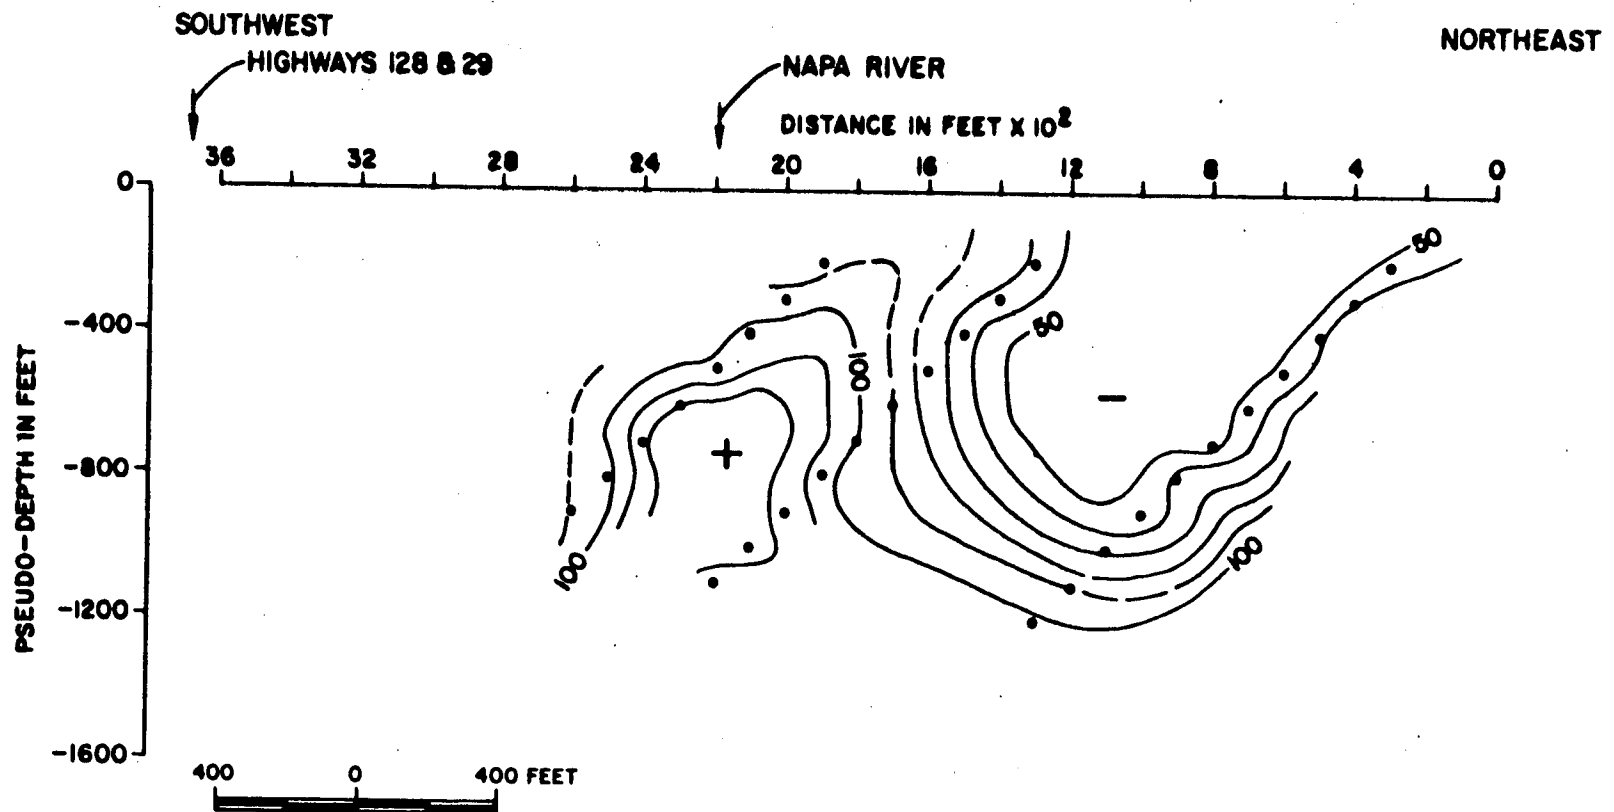 SOUTHWEST
HIGHWAYS 128 & 29
NAPA RIVER
NORTHEAST
DISTANCE IN FEET X 10²
36 32 28 24 20 16 12 8 4 0
0
-400
-800
-1200
-1600
PSEUDO-DEPTH IN FEET
50
50
100
100
100
+
-
400 0 400 FEET